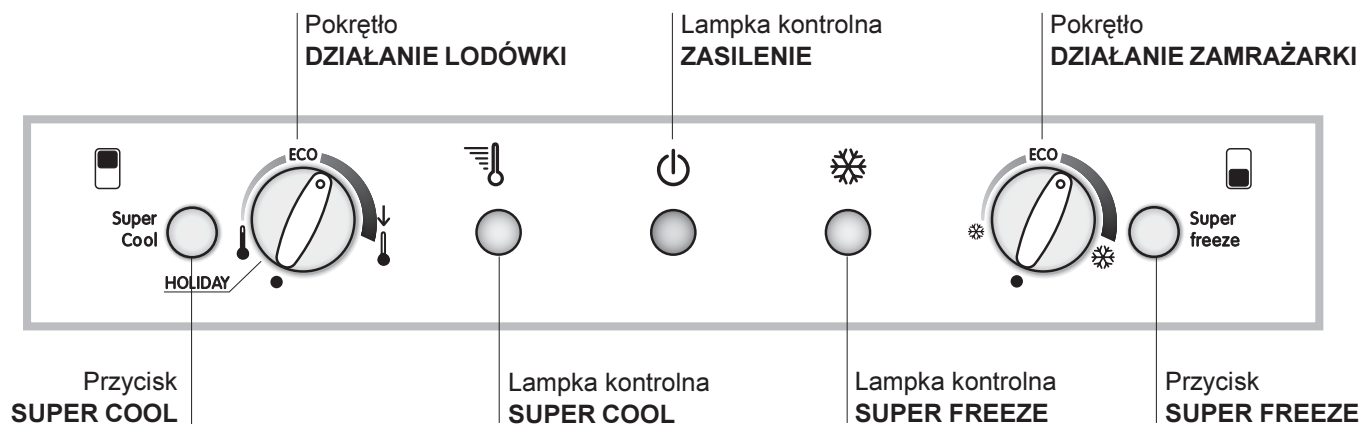 Pokrętło
DZIAŁANIE LODÓWKI
Lampka kontrolna
ZASILENIE
Pokrętło
DZIAŁANIE ZAMRAŻARKI
ECO
ECO
Super
Cool
Super
freeze
HOLIDAY
Przycisk
SUPER COOL
Lampka kontrolna
SUPER COOL
Lampka kontrolna
SUPER FREEZE
Przycisk
SUPER FREEZE